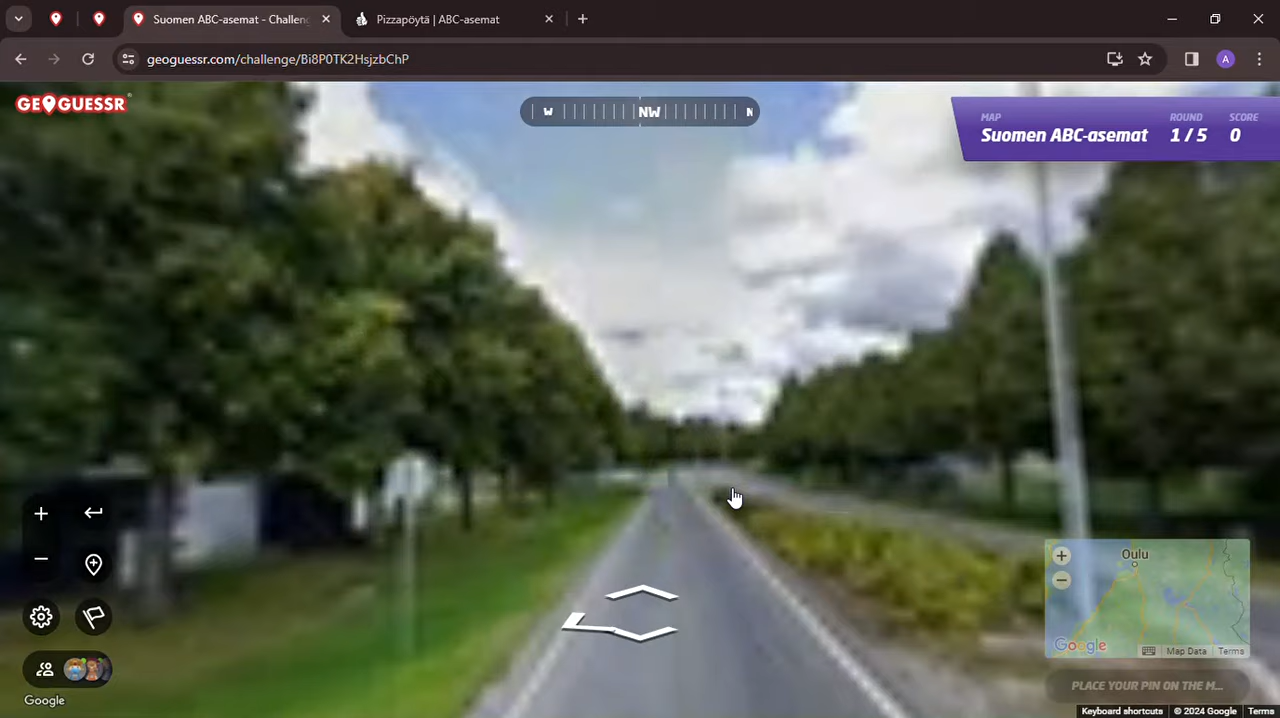 Suomen ABC-asemat - Challeng
Pizzapöytä | ABC-asemat
geoguessr.com/challenge/Bi8P0TK2HsjzbChP
A
GEOGUESSR
W NW N
MAP ROUND SCORE
Suomen ABC-asemat 1 / 5 0
Oulu
Google Map Data Terms
PLACE YOUR PIN ON THE M...
Google
Keyboard shortcuts © 2024 Google Terms